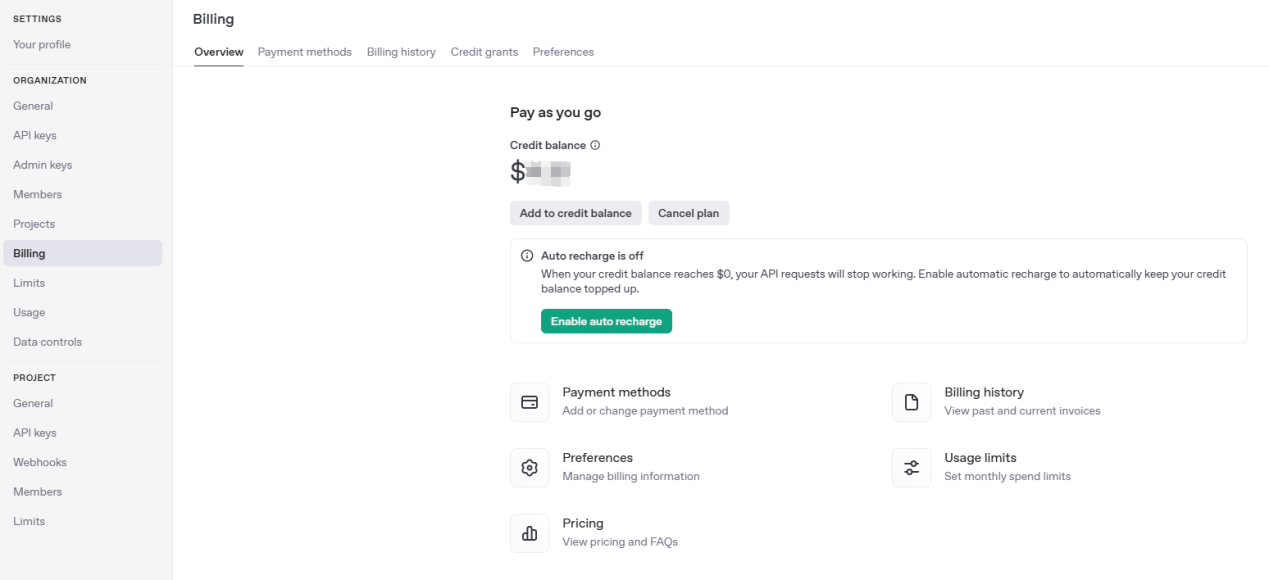 SETTINGS
Your profile
ORGANIZATION
General
API keys
Admin keys
Members
Projects
Billing
Limits
Usage
Data controls
PROJECT
General
API keys
Webhooks
Members
Limits
Billing
Overview Payment methods Billing history Credit grants Preferences
Pay as you go
Credit balance
$
Add to credit balance Cancel plan
Auto recharge is off
When your credit balance reaches $0, your API requests will stop working. Enable automatic recharge to automatically keep your credit
balance topped up.
Enable auto recharge
Payment methods
Add or change payment method
Billing history
View past and current invoices
Preferences
Manage billing information
Usage limits
Set monthly spend limits
Pricing
View pricing and FAQs